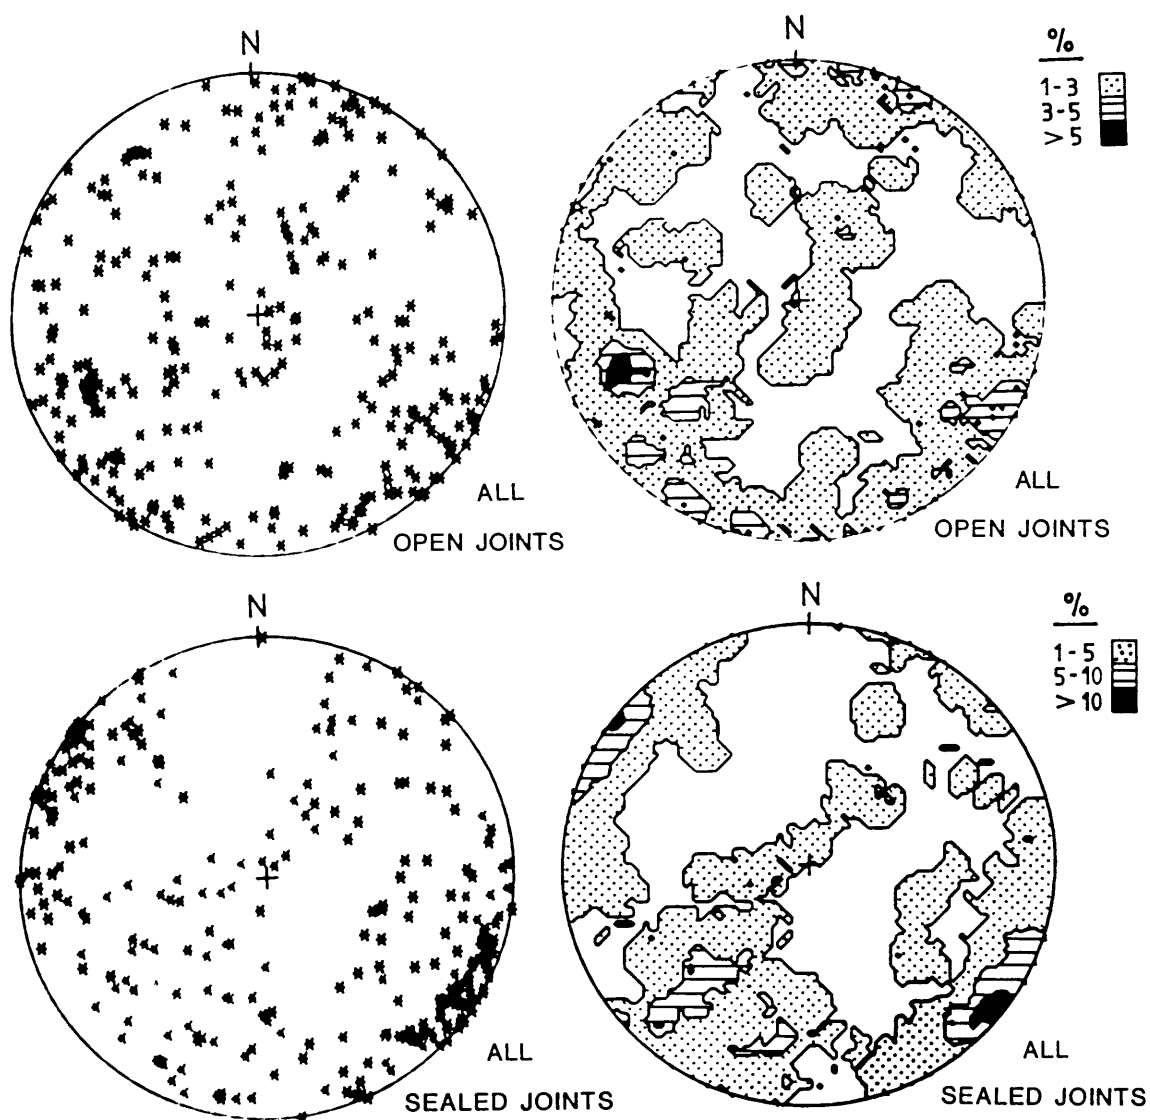 N
ALL
OPEN JOINTS
N
ALL
OPEN JOINTS
%
1-3
3-5
>5
N
ALL
SEALED JOINTS
N
ALL
SEALED JOINTS
%
1-5
5-10
>10